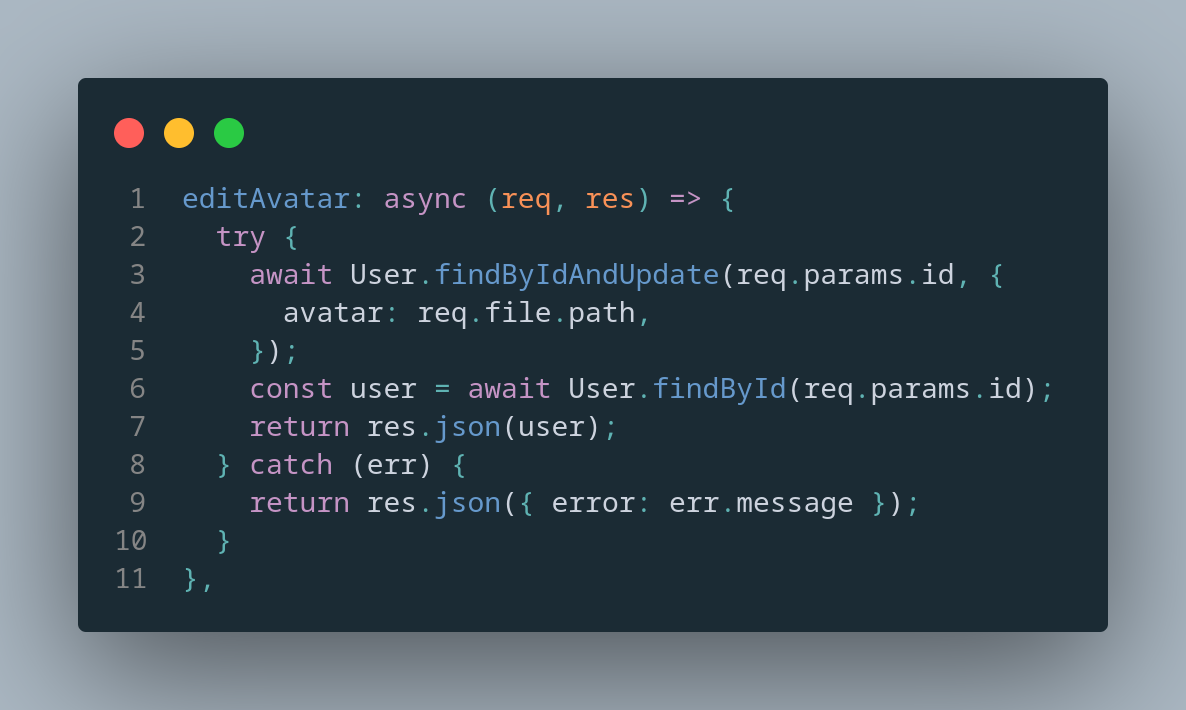 1 editAvatar: async (req, res) => {
2   try {
3     await User.findByIdAndUpdate(req.params.id, {
4       avatar: req.file.path,
5     });
6     const user = await User.findById(req.params.id);
7     return res.json(user);
8   } catch (err) {
9     return res.json({ error: err.message });
10   }
11 },